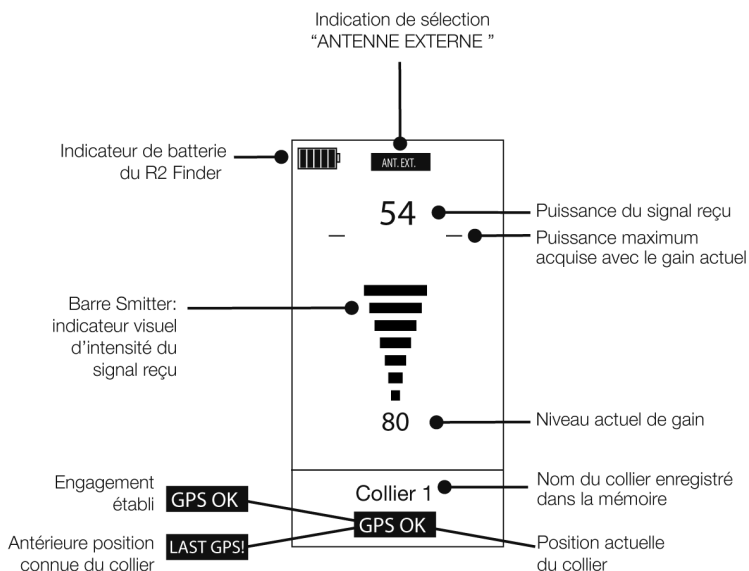 Indication de sélection
“ANTENNE EXTERNE ”
Indicateur de batterie
du R2 Finder
ANT. EXT.
54
Puissance du signal reçu
Puissance maximum
acquise avec le gain actuel
Barre Smitter:
indicateur visuel
d’intensité du
signal reçu
80
Niveau actuel de gain
Engagement
établi
GPS OK
Collier 1
Nom du collier enregistré
dans la mémoire
GPS OK
Antérieure position
connue du collier
LAST GPS!
Position actuelle
du collier